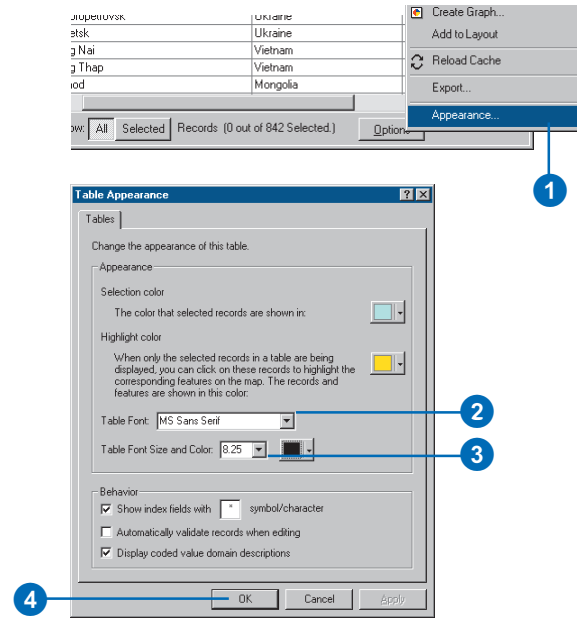 Ukraine
etsk Ukraine
g Nai Vietnam
g Thap Vietnam
nod Mongolia
ow: All Selected Records (0 out of 842 Selected.) Options
Create Graph...
Add to Layout
Reload Cache
Export...
Appearance...
1
Table Appearance
Tables
Change the appearance of this table.
Appearance
Selection color
The color that selected records are shown in:
Highlight color
When only the selected records in a table are being
displayed, you can click on these records to highlight the
corresponding features on the map. The records and
features are shown in this color:
Table Font: MS Sans Serif
2
Table Font Size and Color: 8.25
3
Behavior
Show index fields with * symbol/character
Automatically validate records when editing
Display coded value domain descriptions
4
OK Cancel Apply